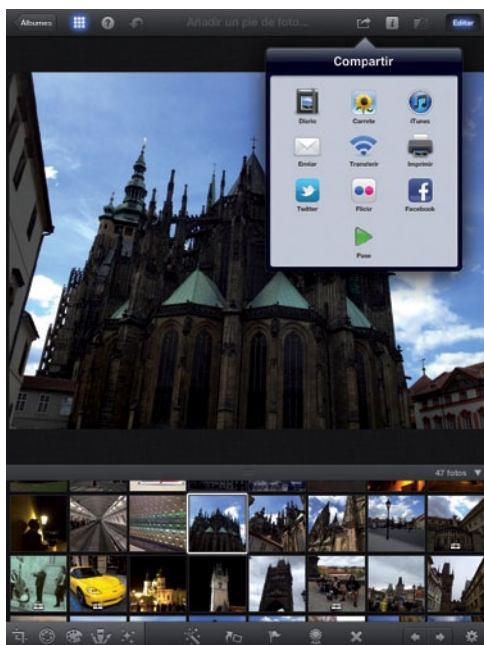 Álbumes
Añadir un pie de foto...
Editar
Compartir
Diario
Carrete
iTunes
Enviar
Transferir
Imprimir
Twitter
Flickr
Facebook
Pase
47 fotos